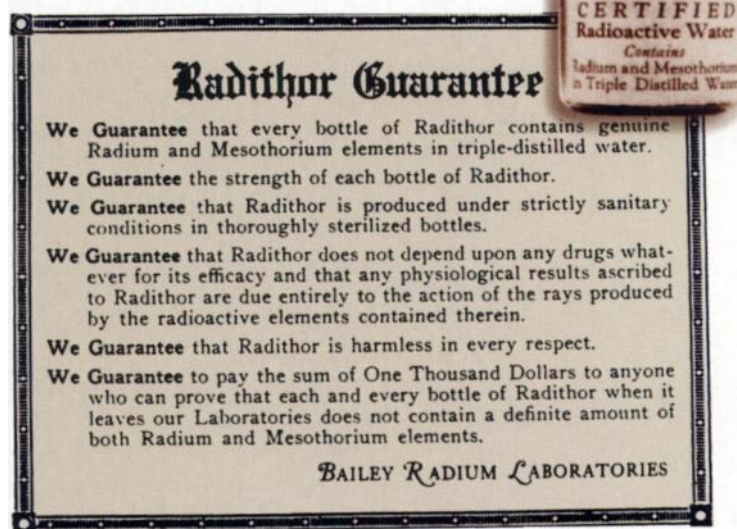 CERTIFIED
Radioactive Water
Contains
Radium and Mesothorium
in Triple Distilled Water
Radithor Guarantee
We Guarantee that every bottle of Radithor contains genuine
Radium and Mesothorium elements in triple-distilled water.
We Guarantee the strength of each bottle of Radithor.
We Guarantee that Radithor is produced under strictly sanitary
conditions in thoroughly sterilized bottles.
We Guarantee that Radithor does not depend upon any drugs what-
ever for its efficacy and that any physiological results ascribed
to Radithor are due entirely to the action of the rays produced
by the radioactive elements contained therein.
We Guarantee that Radithor is harmless in every respect.
We Guarantee to pay the sum of One Thousand Dollars to anyone
who can prove that each and every bottle of Radithor when it
leaves our Laboratories does not contain a definite amount of
both Radium and Mesothorium elements.
BAILEY RADIUM LABORATORIES